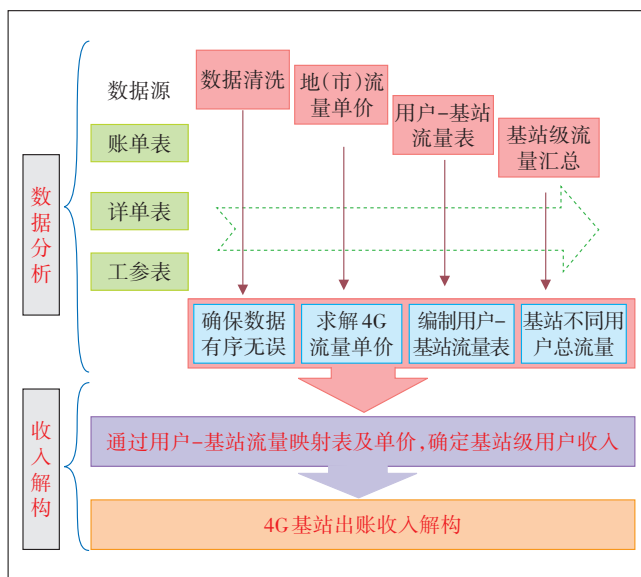 数据分析
数据源
账单表
详单表
工参表
数据清洗
地(市)流
量单价
用户-基站
流量表
基站级流
量汇总
确保数据
有序无误
求解4G
流量单价
编制用户-
基站流量表
基站不同用
户总流量
收入解构
通过用户-基站流量映射表及单价,确定基站级用户收入
4G基站出账收入解构